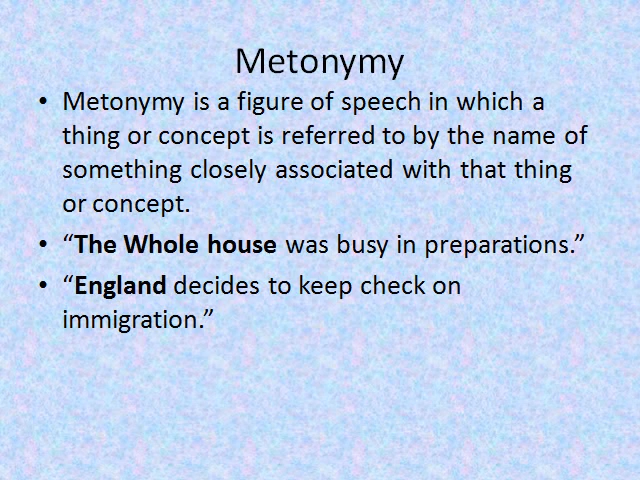 Metonymy
• Metonymy is a figure of speech in which a
thing or concept is referred to by the name of
something closely associated with that thing
or concept.
• “The Whole house was busy in preparations.”
• “England decides to keep check on
immigration.”